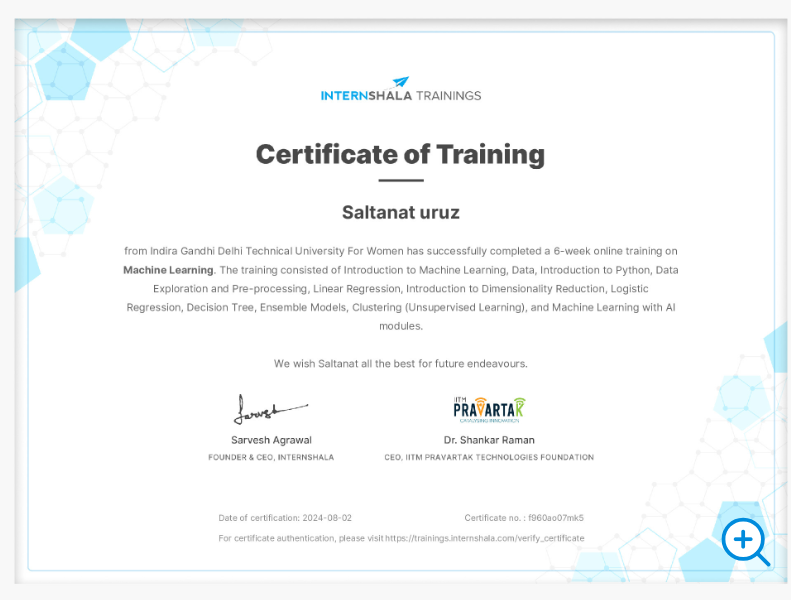 INTERNSHALA TRAININGS
Certificate of Training
Saltanat uruz
from Indira Gandhi Delhi Technical University For Women has successfully completed a 6-week online training on
Machine Learning. The training consisted of Introduction to Machine Learning, Data, Introduction to Python, Data
Exploration and Pre-processing, Linear Regression, Introduction to Dimensionality Reduction, Logistic
Regression, Decision Tree, Ensemble Models, Clustering (Unsupervised Learning), and Machine Learning with AI
modules.
We wish Saltanat all the best for future endeavours.
Sarvesh
IITM
PRAVARTAK
CATALYSING INNOVATION
Sarvesh Agrawal
Dr. Shankar Raman
FOUNDER & CEO, INTERNSHALA
CEO, IITM PRAVARTAK TECHNOLOGIES FOUNDATION
Date of certification: 2024-08-02
Certificate no. : f960ao07mk5
For certificate authentication, please visit https://trainings.internshala.com/verify_certificate